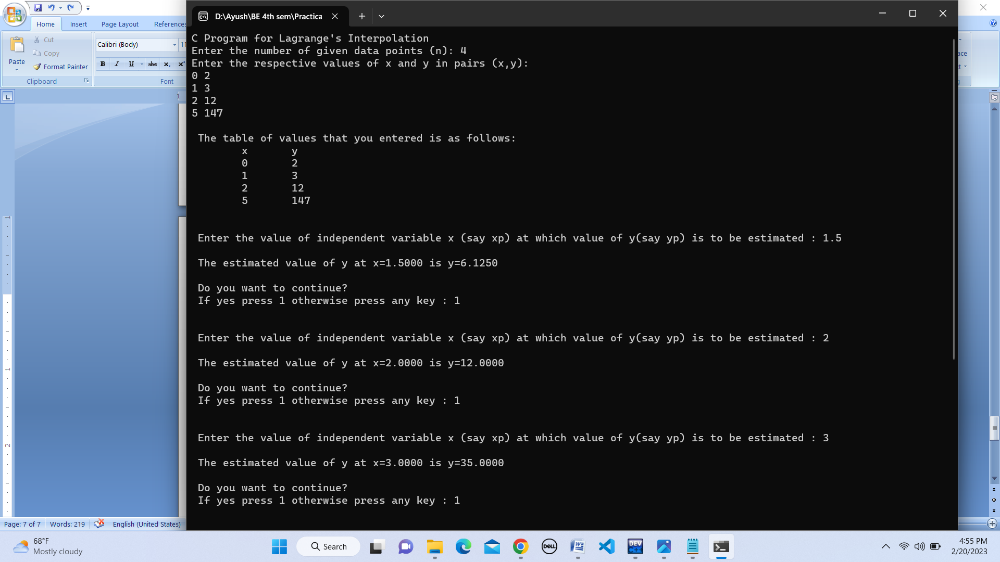 Home Insert Page Layout References
Paste
Cut
Copy
Format Painter
Clipboard
Calibri (Body) 11
B I U abc x₂ x²
Font
D:\Ayush\BE 4th sem\Practica
C Program for Lagrange's Interpolation
Enter the number of given data points (n): 4
Enter the respective values of x and y in pairs (x,y):
0 2
1 3
2 12
5 147
The table of values that you entered is as follows:
x y
0 2
1 3
2 12
5 147
Enter the value of independent variable x (say xp) at which value of y(say yp) is to be estimated : 1.5
The estimated value of y at x=1.5000 is y=6.1250
Do you want to continue?
If yes press 1 otherwise press any key : 1
Enter the value of independent variable x (say xp) at which value of y(say yp) is to be estimated : 2
The estimated value of y at x=2.0000 is y=12.0000
Do you want to continue?
If yes press 1 otherwise press any key : 1
Enter the value of independent variable x (say xp) at which value of y(say yp) is to be estimated : 3
The estimated value of y at x=3.0000 is y=35.0000
Do you want to continue?
If yes press 1 otherwise press any key : 1
Page: 7 of 7 Words: 219 English (United States)
68°F
Mostly cloudy
Search
DELL
DEV C++
4:55 PM
2/20/2023